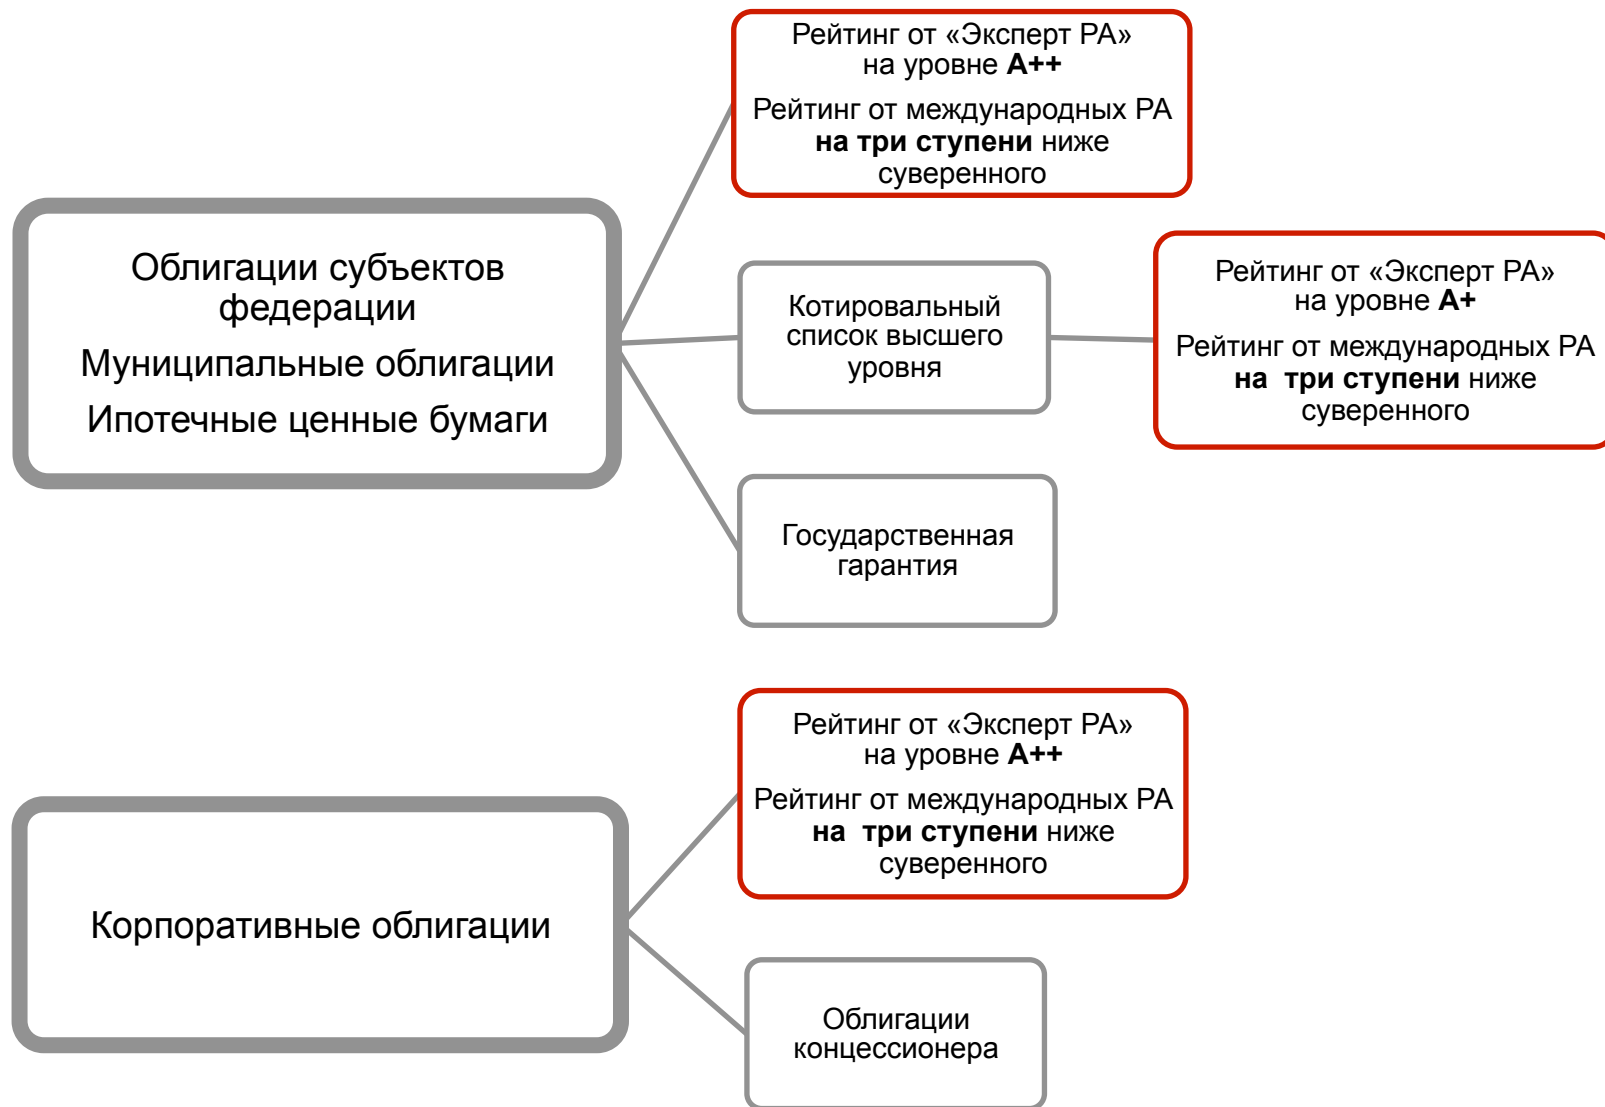 Рейтинг от «Эксперт РА»
на уровне А++
Рейтинг от международных РА
на три ступени ниже
суверенного
Облигации субъектов
федерации
Муниципальные облигации
Ипотечные ценные бумаги
Котировальный
список высшего
уровня
Рейтинг от «Эксперт РА»
на уровне А+
Рейтинг от международных РА
на три ступени ниже
суверенного
Государственная
гарантия
Рейтинг от «Эксперт РА»
на уровне А++
Рейтинг от международных РА
на три ступени ниже
суверенного
Корпоративные облигации
Облигации
концессионера